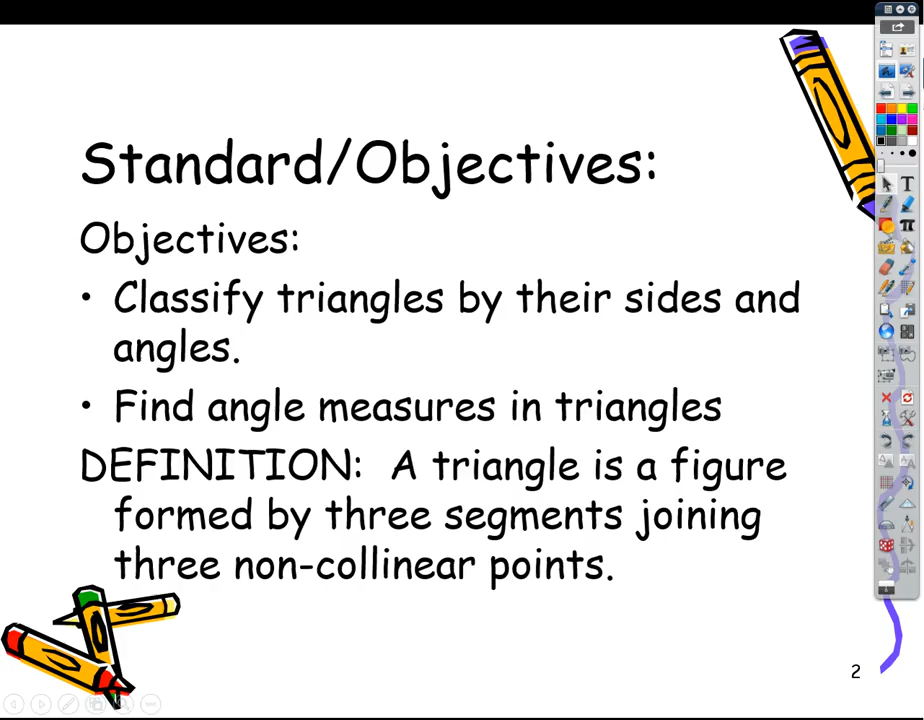 Standard/Objectives:
Objectives:
• Classify triangles by their sides and
angles.
• Find angle measures in triangles
DEFINITION:  A triangle is a figure
formed by three segments joining
three non-collinear points.
2